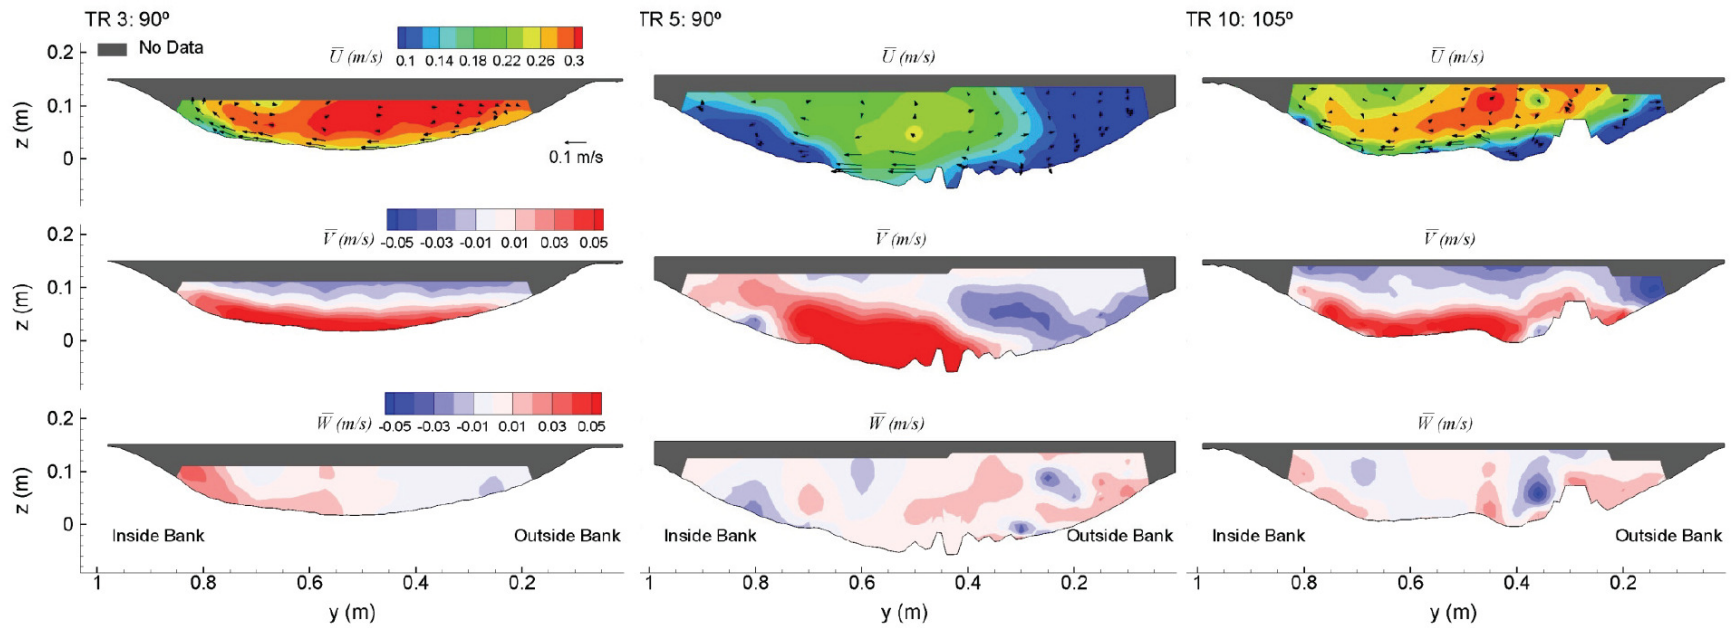 TR 3: 90º
TR 5: 90º
TR 10: 105º
No Data
U̅ (m/s)
0.1 0.14 0.18 0.22 0.26 0.3
U̅ (m/s)
U̅ (m/s)
0.2
0.1
0
z (m)
0.1 m/s
V̅ (m/s)
-0.05 -0.03 -0.01 0.01 0.03 0.05
V̅ (m/s)
V̅ (m/s)
0.2
0.1
0
z (m)
W̅ (m/s)
-0.05 -0.03 -0.01 0.01 0.03 0.05
W̅ (m/s)
W̅ (m/s)
0.2
0.1
0
z (m)
Inside Bank Outside Bank
Inside Bank Outside Bank
Inside Bank Outside Bank
1 0.8 0.6 0.4 0.2
1 0.8 0.6 0.4 0.2
1 0.8 0.6 0.4 0.2
y (m)
y (m)
y (m)